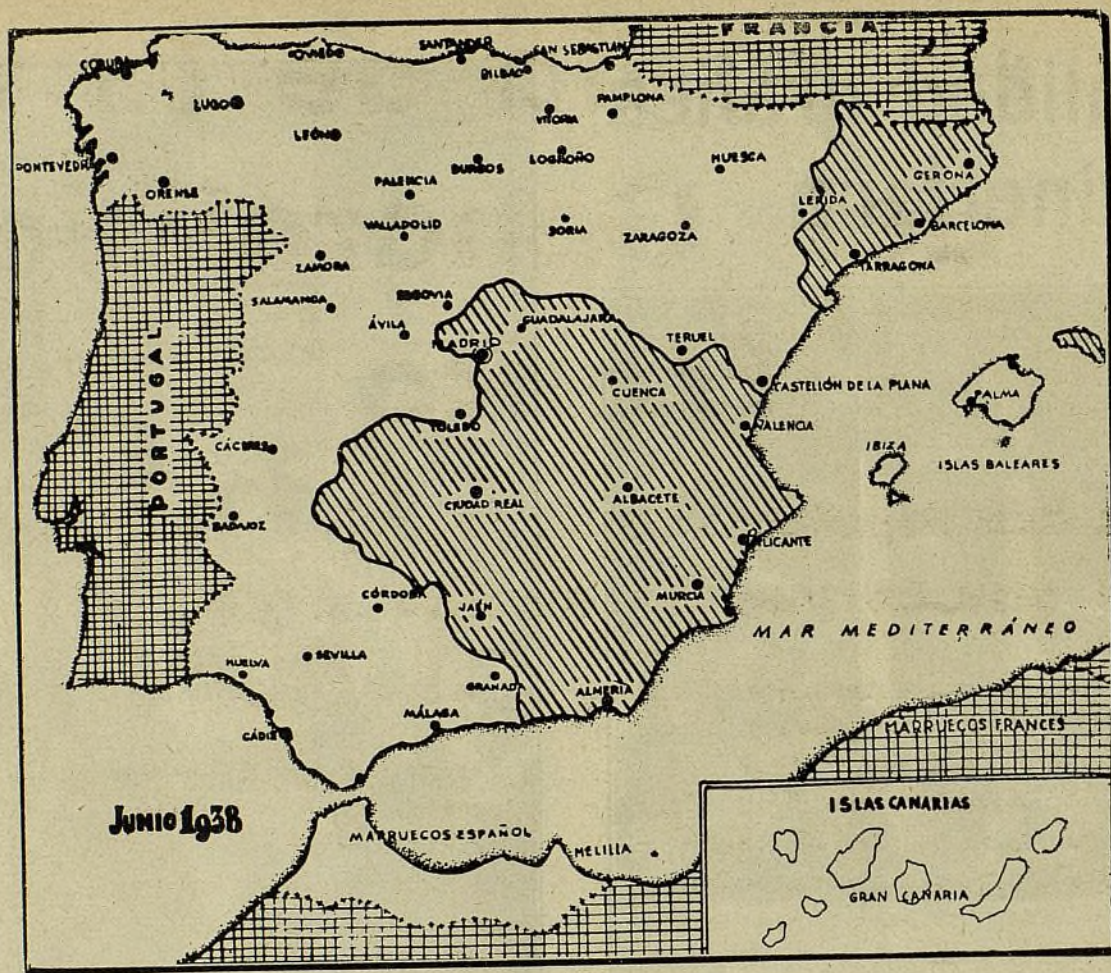 FRANCIA
CORUÑA
OVIEDO
SANTANDER
SAN SEBASTIAN
BILBAO
LUGO
VITORIA
PAMPLONA
LEÓN
PONTEVEDRA
BURGOS
LOGROÑO
HUESCA
GERONA
ORENSE
PALENCIA
LÉRIDA
VALLADOLID
SORIA
ZARAGOZA
BARCELONA
ZAMORA
TARRAGONA
SALAMANCA
SEGOVIA
ÁVILA
GUADALAJARA
MADRID
TERUEL
PORTUGAL
CUENCA
CASTELLÓN DE LA PLANA
PALMA
TOLEDO
VALENCIA
CÁCERES
IBIZA
ISLAS BALEARES
CIUDAD REAL
ALBACETE
BADAJOZ
ALICANTE
CÓRDOBA
JAÉN
MURCIA
MAR MEDITERRÁNEO
SEVILLA
HUELVA
GRANADA
ALMERIA
MÁLAGA
CÁDIZ
MARRUECOS FRANCES
JUNIO 1938
ISLAS CANARIAS
MARRUECOS ESPAÑOL
MELILLA
GRAN CANARIA